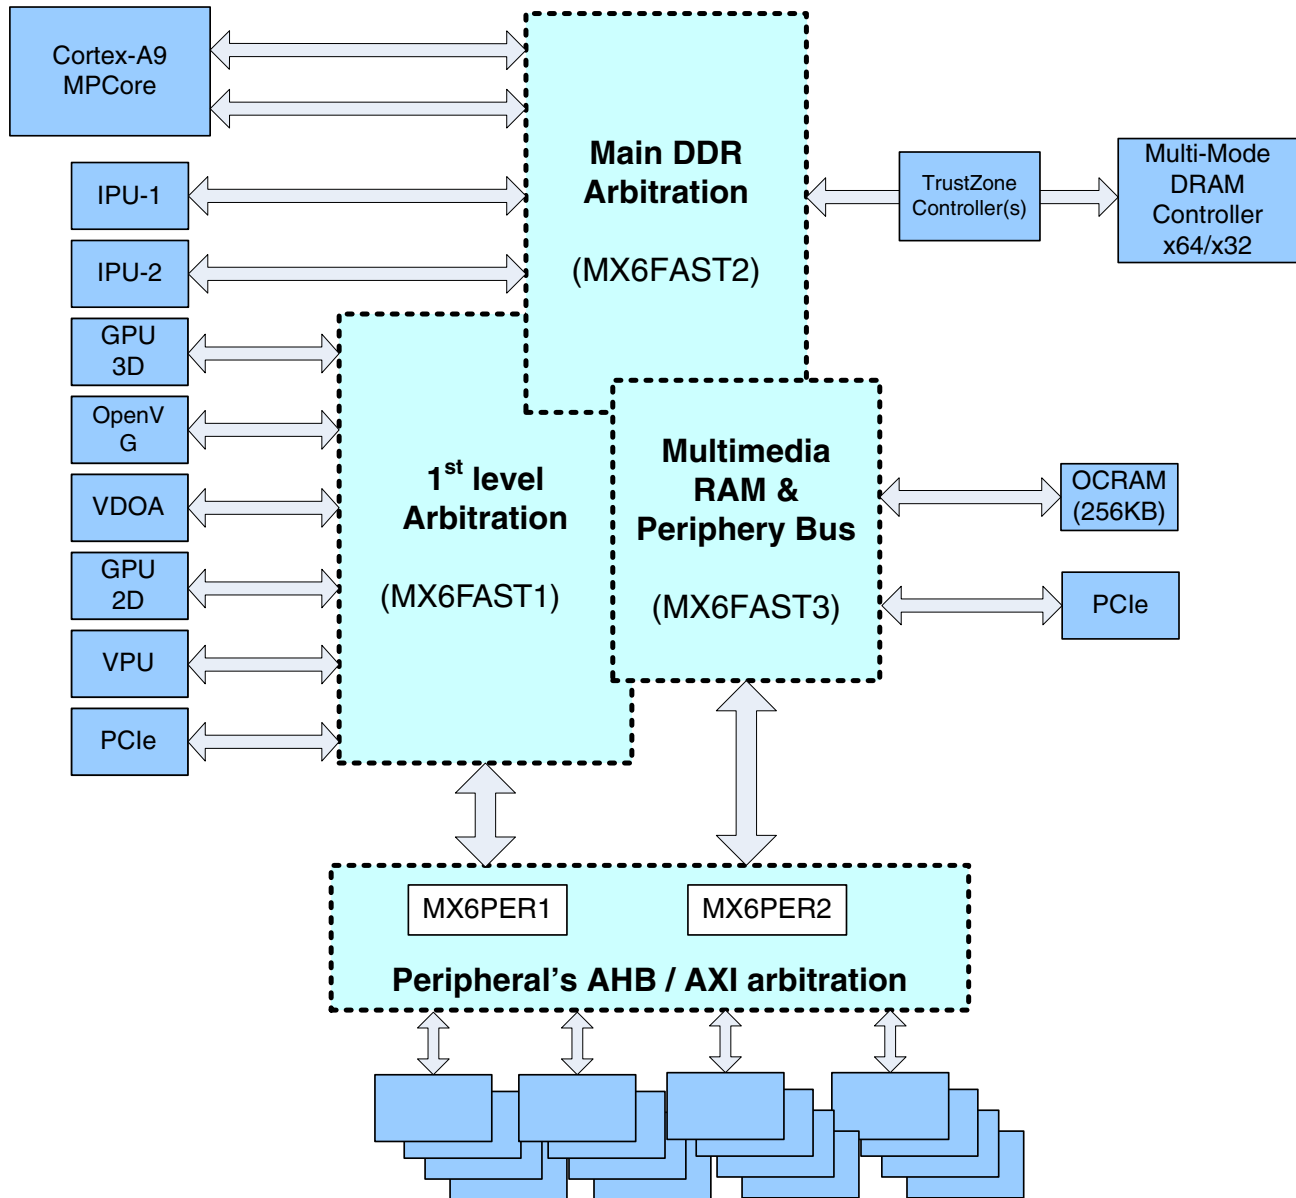 Cortex-A9
MPCore
IPU-1
IPU-2
GPU
3D
OpenV
G
VDOA
GPU
2D
VPU
PCIe
Main DDR
Arbitration
(MX6FAST2)
1st level
Arbitration
(MX6FAST1)
Multimedia
RAM &
Periphery Bus
(MX6FAST3)
TrustZone
Controller(s)
Multi-Mode
DRAM
Controller
x64/x32
OCRAM
(256KB)
PCIe
MX6PER1
MX6PER2
Peripheral’s AHB / AXI arbitration